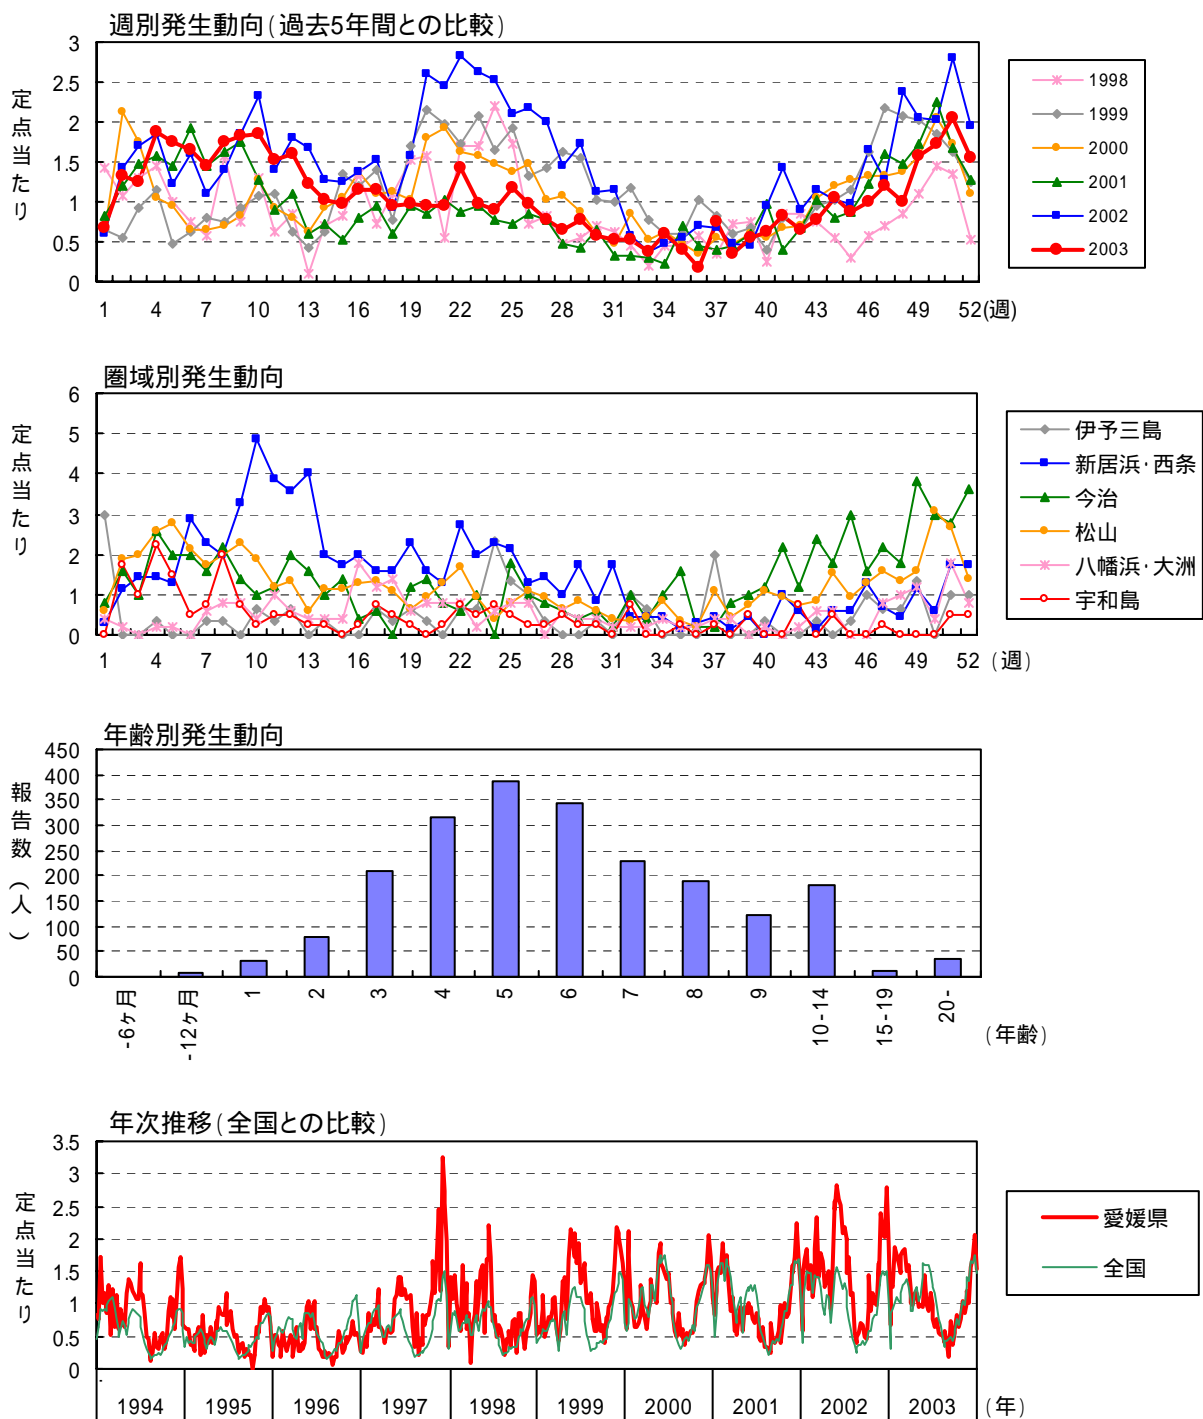 週別発生動向(過去5年間との比較)
定点当たり
3
2.5
2
1.5
1
0.5
0
1 4 7 10 13 16 19 22 25 28 31 34 37 40 43 46 49 52(週)
1998
1999
2000
2001
2002
2003
圏域別発生動向
定点当たり
6
5
4
3
2
1
0
1 4 7 10 13 16 19 22 25 28 31 34 37 40 43 46 49 52 (週)
伊予三島
新居浜・西条
今治
松山
八幡浜・大洲
宇和島
年齢別発生動向
報告数(人)
450
400
350
300
250
200
150
100
50
0
-6ヶ月 -12ヶ月 1 2 3 4 5 6 7 8 9 10-14 15-19 20-
(年齢)
年次推移(全国との比較)
定点当たり
3.5
3
2.5
2
1.5
1
0.5
0
1994 1995 1996 1997 1998 1999 2000 2001 2002 2003 (年)
愛媛県
全国